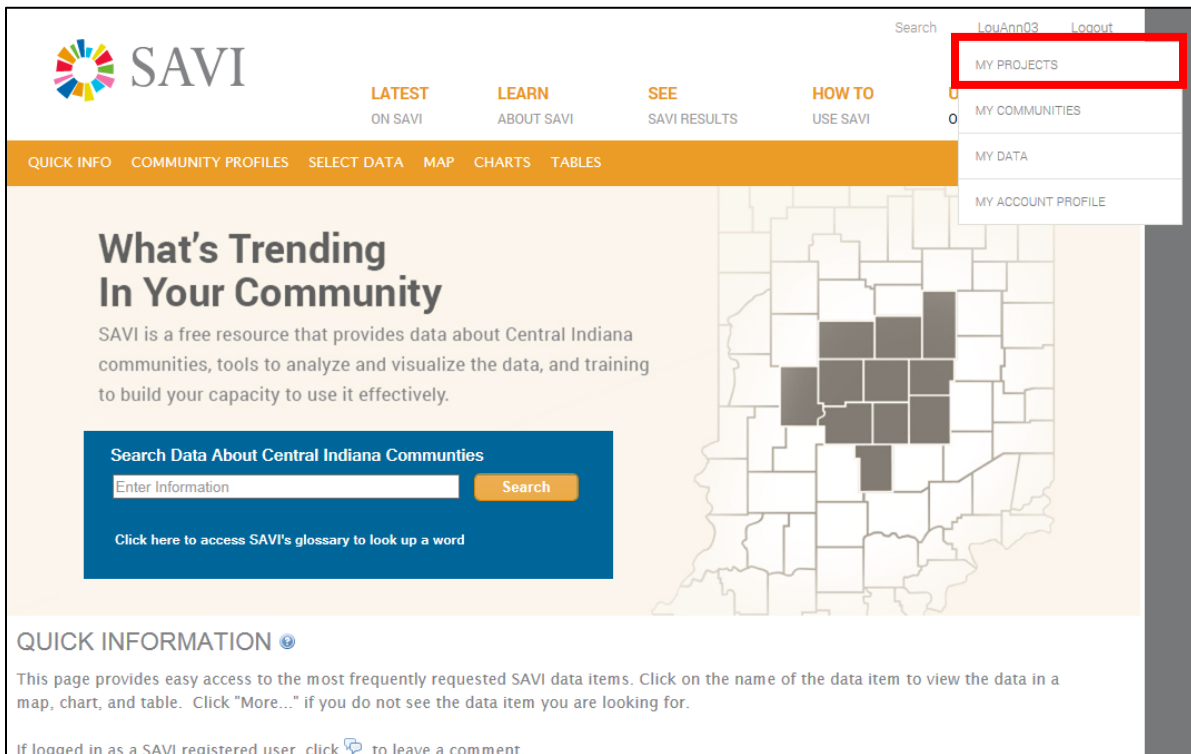 Search LouAnn03 Logout
SAVI
MY PROJECTS
MY COMMUNITIES
MY DATA
MY ACCOUNT PROFILE
LATEST
ON SAVI
LEARN
ABOUT SAVI
SEE
SAVI RESULTS
HOW TO
USE SAVI
QUICK INFO COMMUNITY PROFILES SELECT DATA MAP CHARTS TABLES
What's Trending
In Your Community
SAVI is a free resource that provides data about Central Indiana
communities, tools to analyze and visualize the data, and training
to build your capacity to use it effectively.
Search Data About Central Indiana Communties
Enter Information
Search
Click here to access SAVI's glossary to look up a word
QUICK INFORMATION
This page provides easy access to the most frequently requested SAVI data items. Click on the name of the data item to view the data in a
map, chart, and table. Click "More..." if you do not see the data item you are looking for.
If logged in as a SAVI registered user, click to leave a comment